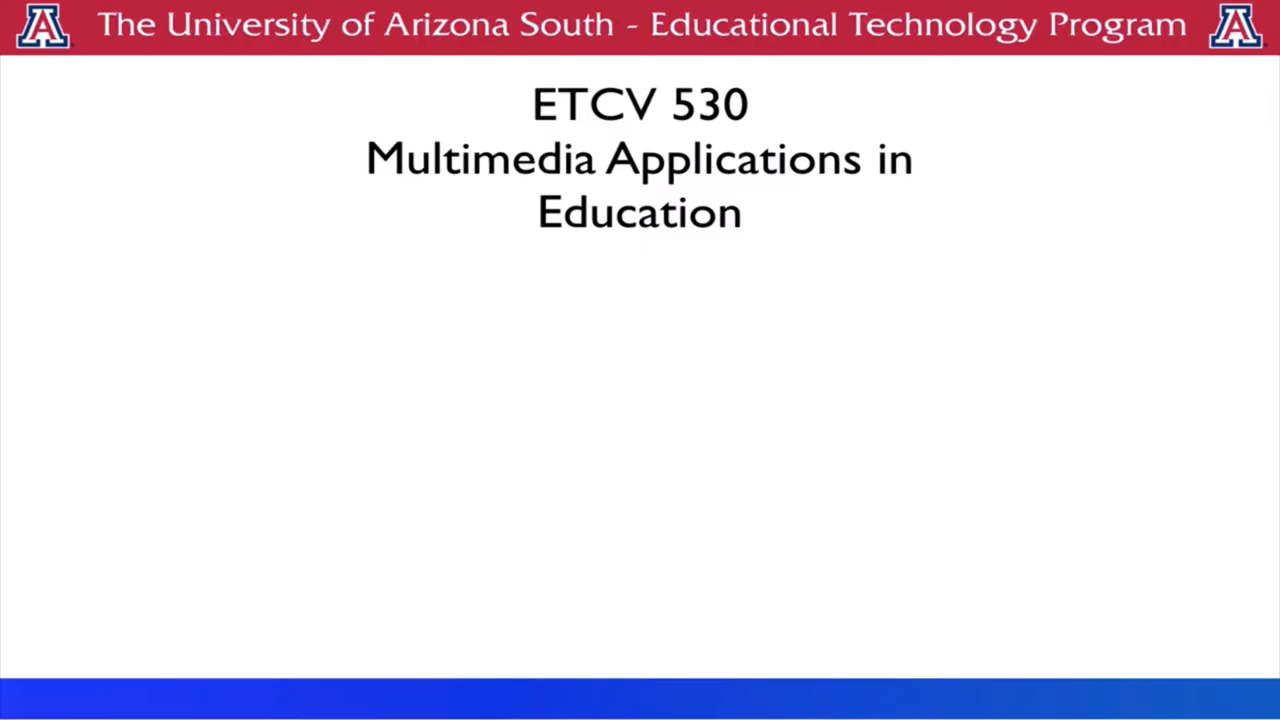 The University of Arizona South - Educational Technology Program
ETCV 530
Multimedia Applications in
Education